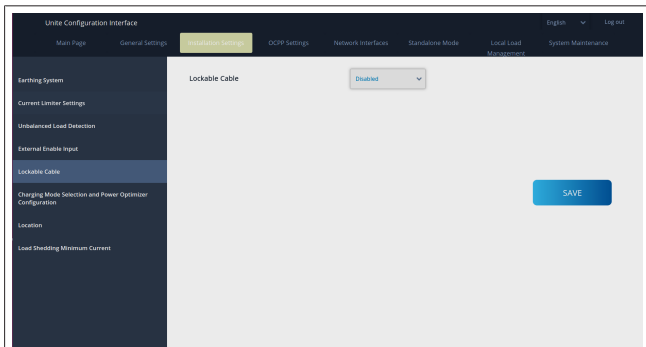 Unite Configuration Interface
English
Log out
Main Page
General Settings
Installation Settings
OCPP Settings
Network Interfaces
Standalone Mode
Local Load
Management
System Maintenance
Earthing System
Current Limiter Settings
Unbalanced Load Detection
External Enable Input
Lockable Cable
Charging Mode Selection and Power Optimizer
Configuration
Location
Load Shedding Minimum Current
Lockable Cable
Disabled
SAVE